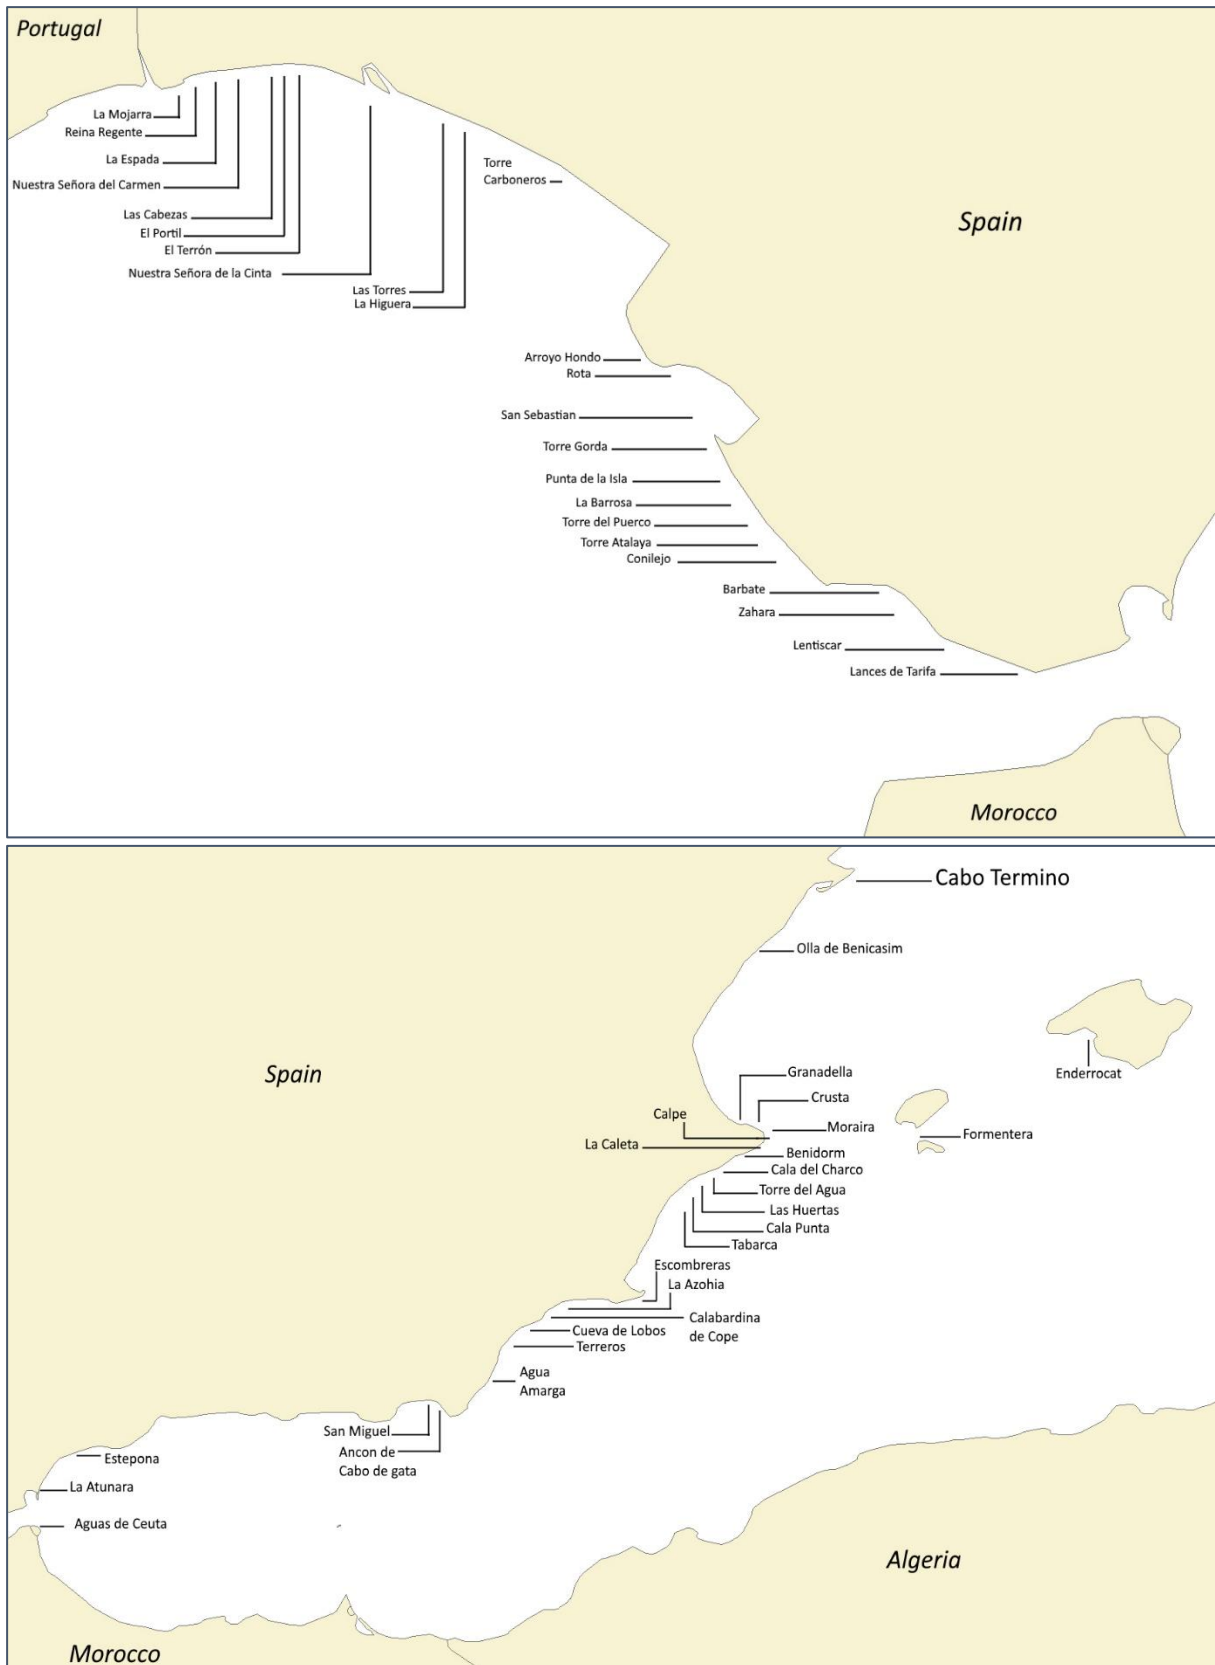 Portugal
La Mojarra
Reina Regente
La Espada
Nuestra Señora del Carmen
Las Cabezas
El Portil
El Terrón
Nuestra Señora de la Cinta
Las Torres
La Higuera
Torre
Carboneros
Spain
Arroyo Hondo
Rota
San Sebastian
Torre Gorda
Punta de la Isla
La Barrosa
Torre del Puerco
Torre Atalaya
Conilejo
Barbate
Zahara
Lentiscar
Lances de Tarifa
Morocco
Cabo Termino
Olla de Benicasim
Spain
Enderrocat
Granadella
Crusta
Calpe
Moraira
Formentera
La Caleta
Benidorm
Cala del Charco
Torre del Agua
Las Huertas
Cala Punta
Tabarca
Escombreras
La Azohia
Calabardina
de Cope
Cueva de Lobos
Terreros
Agua
Amarga
San Miguel
Ancon de
Cabo de gata
Estepona
La Atunara
Aguas de Ceuta
Algeria
Morocco